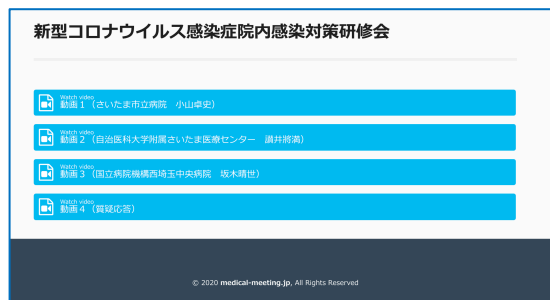 新型コロナウイルス感染症院内感染対策研修会
Watch video
動画１（さいたま市立病院　小山卓史）
Watch video
動画２（自治医科大学附属さいたま医療センター　讃井將満）
Watch video
動画３（国立病院機構西埼玉中央病院　坂木晴世）
Watch video
動画４（質疑応答）
© 2020 medical-meeting.jp, All Rights Reserved